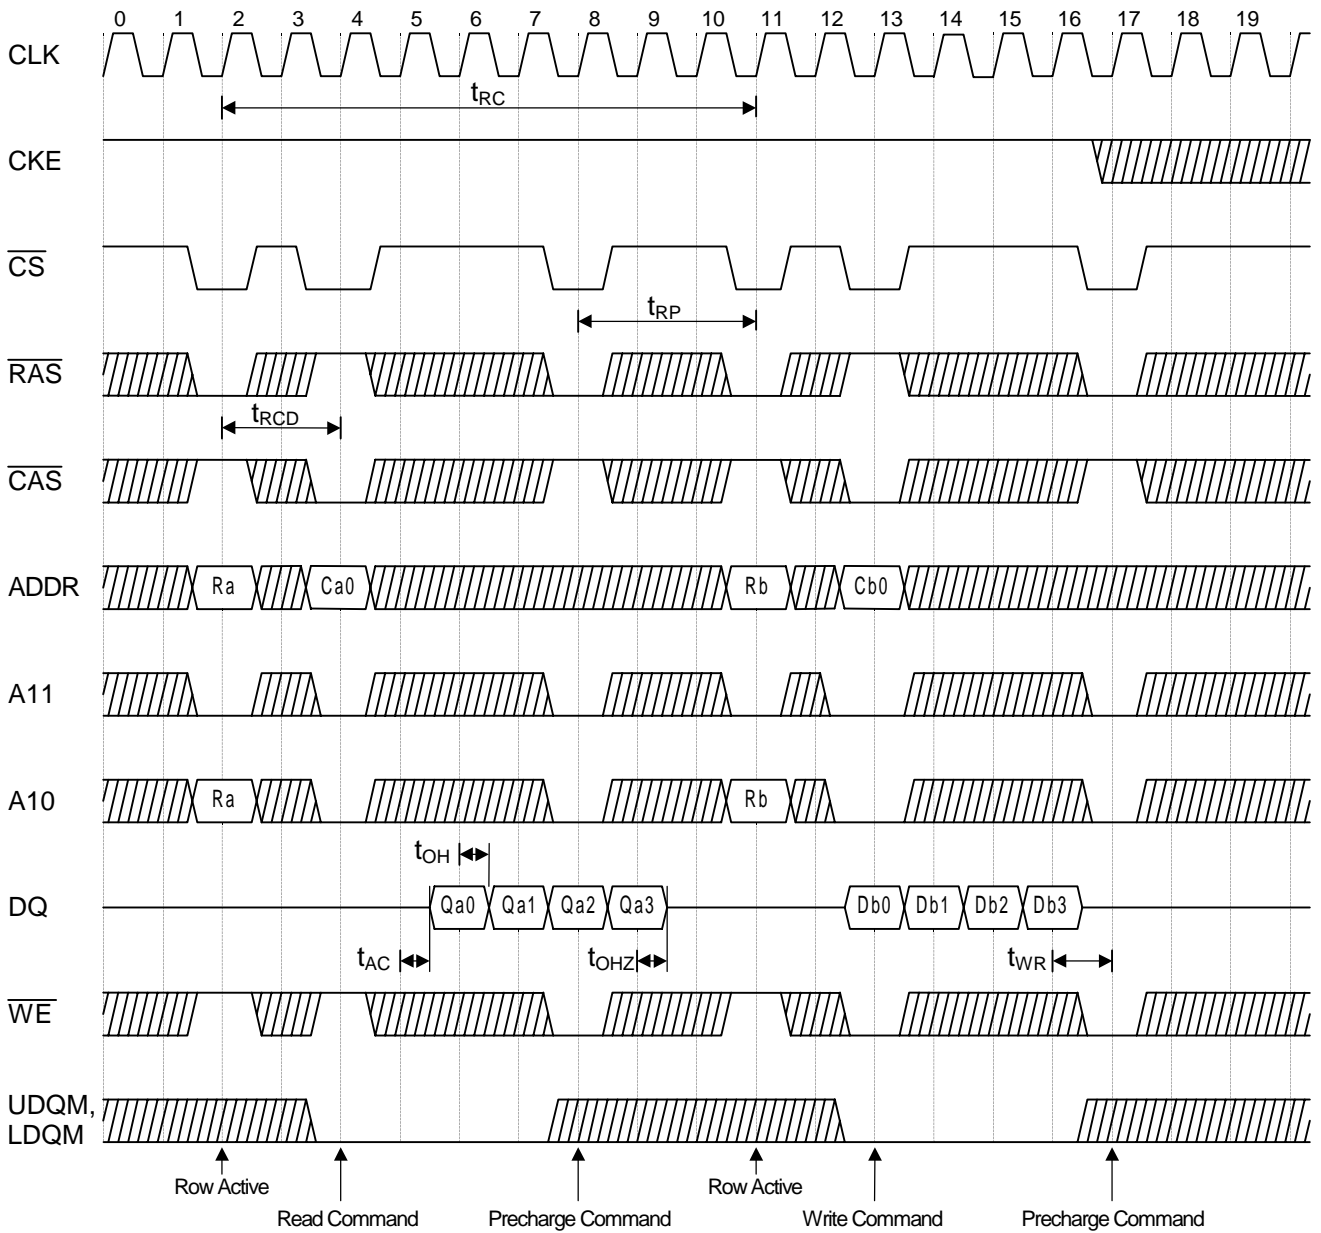 0 1 2 3 4 5 6 7 8 9 10 11 12 13 14 15 16 17 18 19
CLK
tRC
CKE
CS
tRP
RAS
tRCD
CAS
ADDR Ra Ca0 Rb Cb0
A11
A10 Ra Rb
tOH
DQ Qa0 Qa1 Qa2 Qa3 Db0 Db1 Db2 Db3
tAC tOHZ tWR
WE
UDQM,
LDQM
Row Active Row Active
Read Command Precharge Command Write Command Precharge Command